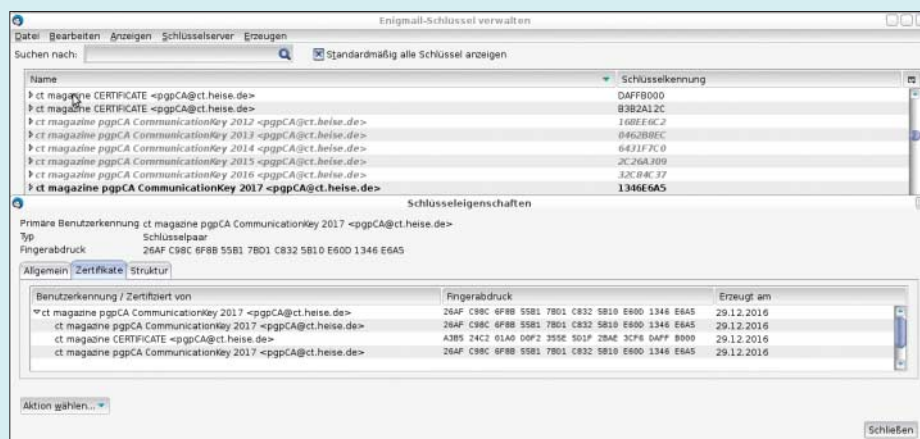 Enigmail-Schlüssel verwalten
Datei Bearbeiten Anzeigen Schlüsselserver Erzeugen
Suchen nach: Standardmäßig alle Schlüssel anzeigen
Name Schlüsselkennung
ct magazine CERTIFICATE <pgpCA@ct.heise.de> DAFFB000
ct magazine CERTIFICATE <pgpCA@ct.heise.de> B3B2A12C
ct magazine pgpCA CommunicationKey 2012 <pgpCA@ct.heise.de> 16BEE6C2
ct magazine pgpCA CommunicationKey 2013 <pgpCA@ct.heise.de> 0462B8EC
ct magazine pgpCA CommunicationKey 2014 <pgpCA@ct.heise.de> 6431F7C0
ct magazine pgpCA CommunicationKey 2015 <pgpCA@ct.heise.de> 2C26A309
ct magazine pgpCA CommunicationKey 2016 <pgpCA@ct.heise.de> 32C84C37
ct magazine pgpCA CommunicationKey 2017 <pgpCA@ct.heise.de> 1346E6A5
Schlüsseleigenschaften
Primäre Benutzerkennung ct magazine pgpCA CommunicationKey 2017 <pgpCA@ct.heise.de>
Typ Schlüsselpaar
Fingerabdruck 26AF C98C 6F8B 55B1 7BD1 C832 5B10 E60D 1346 E6A5
Allgemein Zertifikate Struktur
Benutzerkennung / Zertifiziert von Fingerabdruck Erzeugt am
ct magazine pgpCA CommunicationKey 2017 <pgpCA@ct.heise.de> 26AF C98C 6F8B 55B1 7BD1 C832 5B10 E60D 1346 E6A5 29.12.2016
ct magazine pgpCA CommunicationKey 2017 <pgpCA@ct.heise.de> 26AF C98C 6F8B 55B1 7BD1 C832 5B10 E60D 1346 E6A5 29.12.2016
ct magazine CERTIFICATE <pgpCA@ct.heise.de> A3B5 24C2 01A0 D0F2 355E 5D1F 2BAE 3CF6 DAFF B000 29.12.2016
ct magazine pgpCA CommunicationKey 2017 <pgpCA@ct.heise.de> 26AF C98C 6F8B 55B1 7BD1 C832 5B10 E60D 1346 E6A5 29.12.2016
Aktion wählen...
Schließen